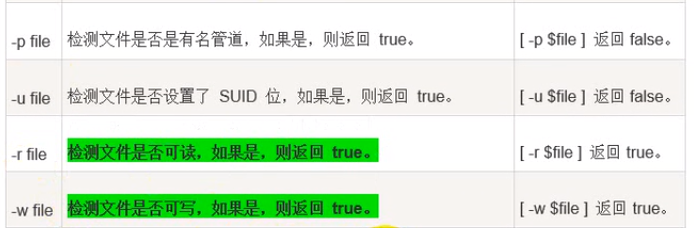 -p file 检测文件是否是有名管道，如果是，则返回 true。 [ -p $file ] 返回 false。
-u file 检测文件是否设置了 SUID 位，如果是，则返回 true。 [ -u $file ] 返回 false。
-r file 检测文件是否可读，如果是，则返回 true。 [ -r $file ] 返回 true。
-w file 检测文件是否可写，如果是，则返回 true。 [ -w $file ] 返回 true。